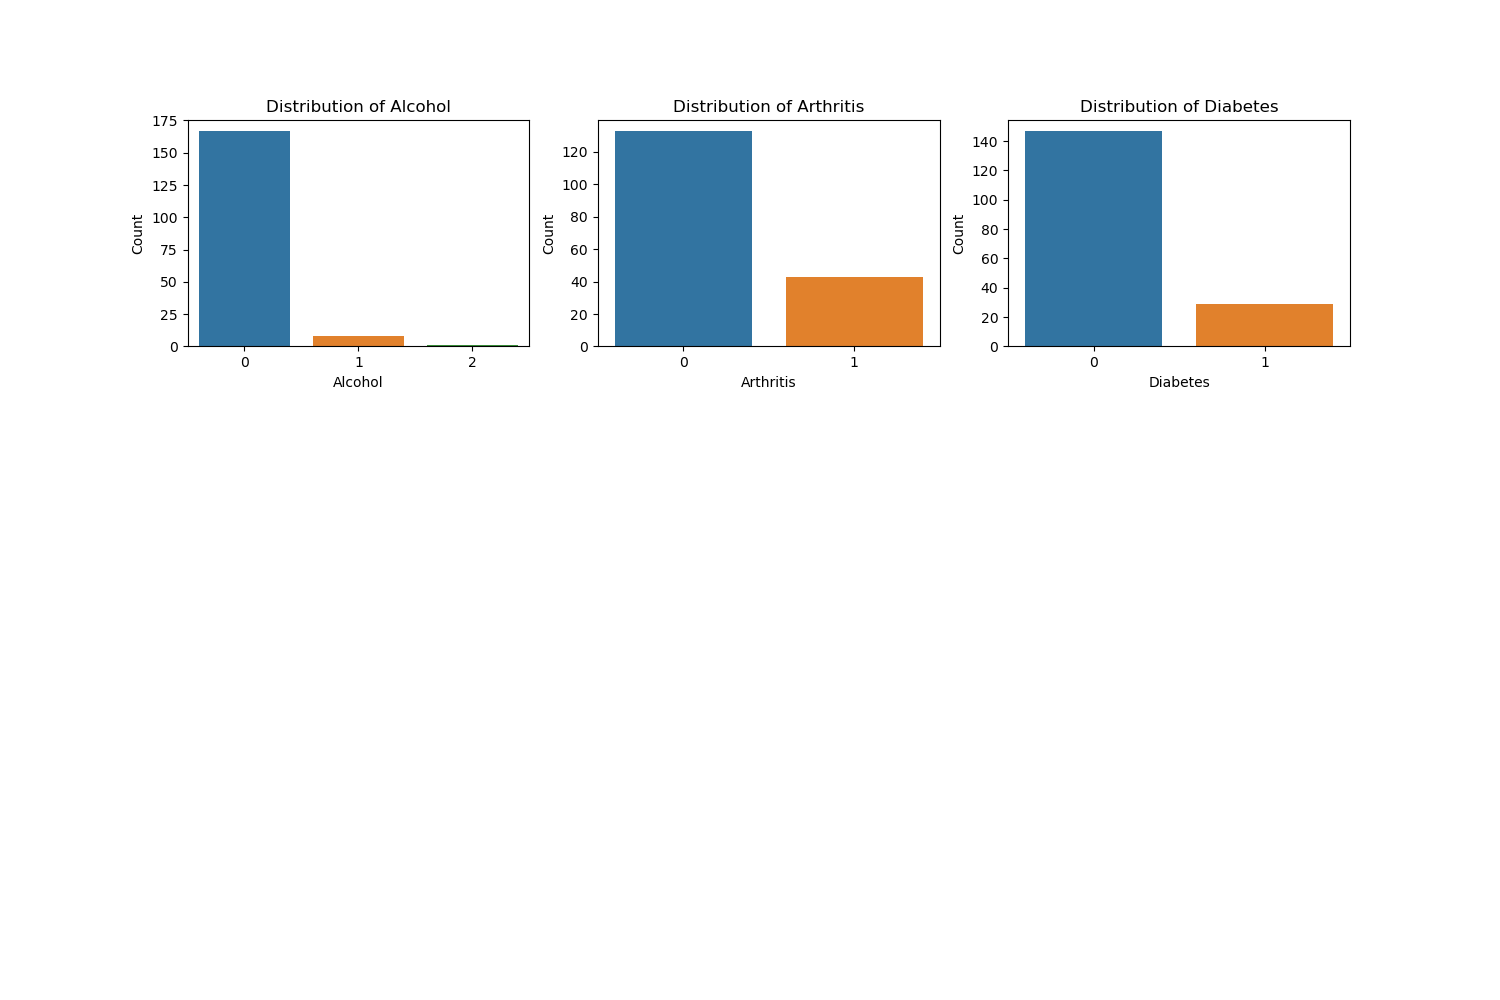 Distribution of Alcohol
175
150
125
100
75
50
25
0
Count
0 1 2
Alcohol
Distribution of Arthritis
120
100
80
60
40
20
0
Count
0 1
Arthritis
Distribution of Diabetes
140
120
100
80
60
40
20
0
Count
0 1
Diabetes